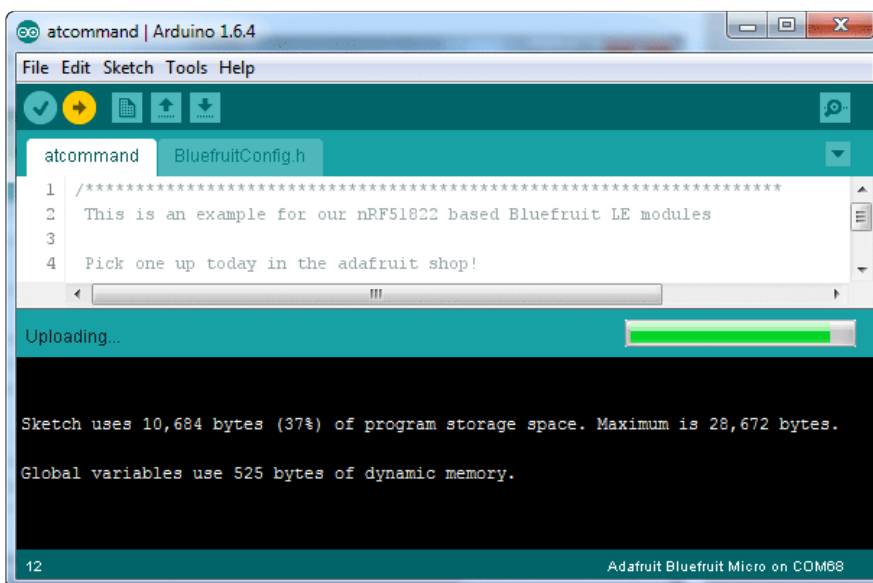 atcommand | Arduino 1.6.4
File Edit Sketch Tools Help
atcommand BluefruitConfig.h
1 /*********************************************************************
2 This is an example for our nRF51822 based Bluefruit LE modules
3
4 Pick one up today in the adafruit shop!
Uploading...
Sketch uses 10,684 bytes (37%) of program storage space. Maximum is 28,672 bytes.
Global variables use 525 bytes of dynamic memory.
12 Adafruit Bluefruit Micro on COM68